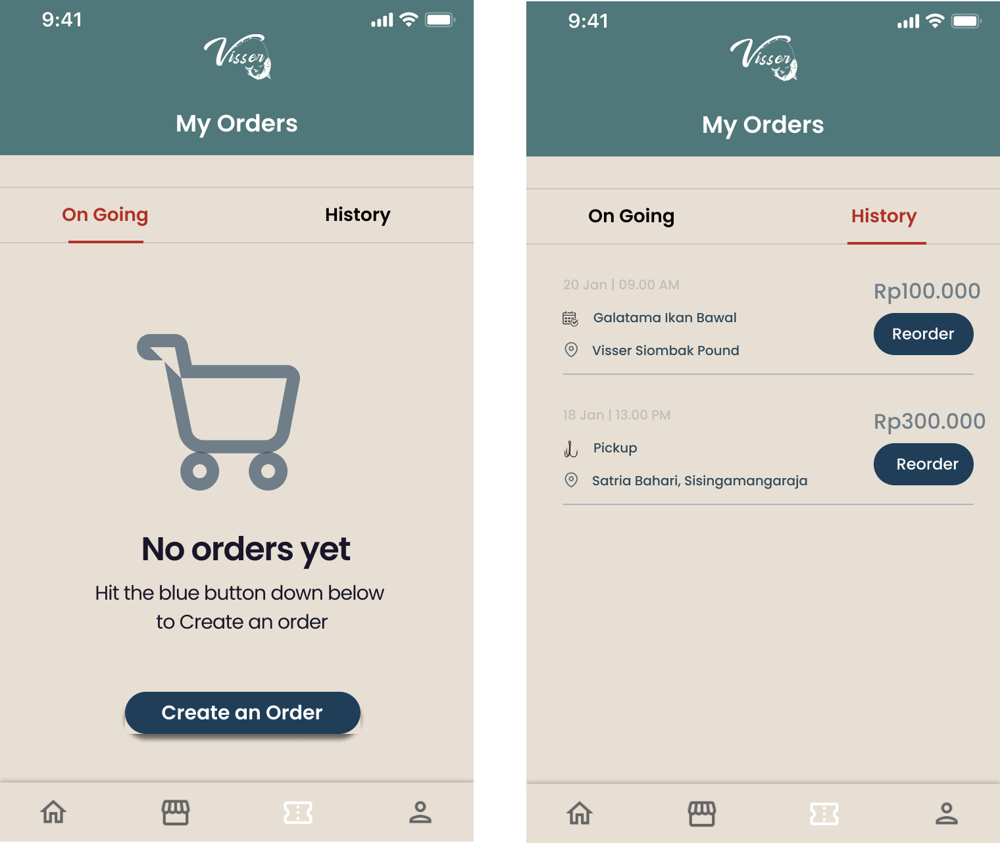 9:41
Visser
My Orders
On Going
History
No orders yet
Hit the blue button down below
to Create an order
Create an Order
9:41
Visser
My Orders
On Going
History
20 Jan | 09.00 AM
Rp100.000
Galatama Ikan Bawal
Reorder
Visser Siombak Pound
18 Jan | 13.00 PM
Rp300.000
Pickup
Reorder
Satria Bahari, Sisingamangaraja